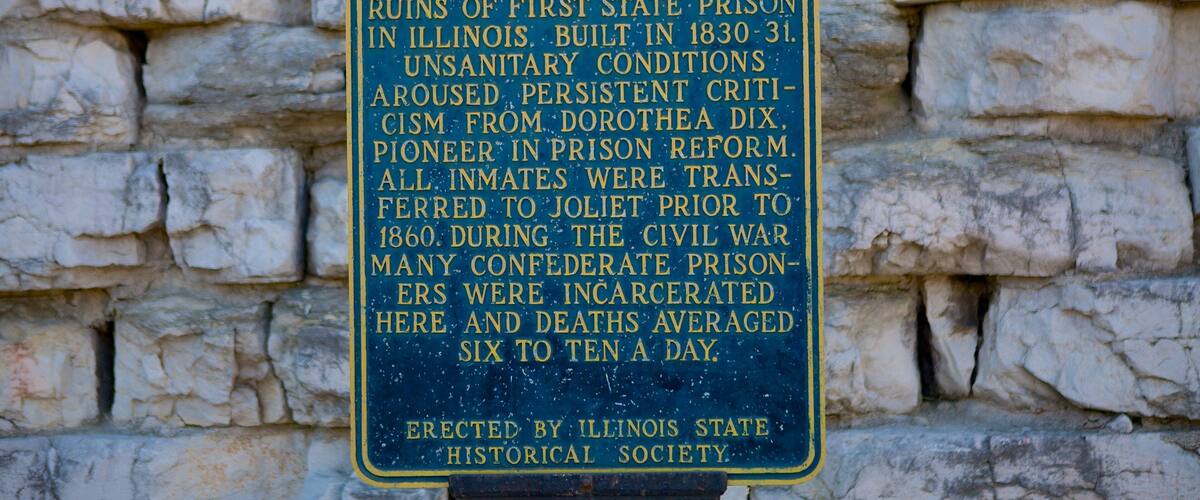 RUINS OF FIRST STATE PRISON
IN ILLINOIS. BUILT IN 1830-31.
UNSANITARY CONDITIONS
AROUSED PERSISTENT CRITI-
CISM FROM DOROTHEA DIX,
PIONEER IN PRISON REFORM.
ALL INMATES WERE TRANS-
FERRED TO JOLIET PRIOR TO
1860. DURING THE CIVIL WAR
MANY CONFEDERATE PRISON-
ERS WERE INCARCERATED
HERE AND DEATHS AVERAGED
SIX TO TEN A DAY.
ERECTED BY ILLINOIS STATE
HISTORICAL SOCIETY.